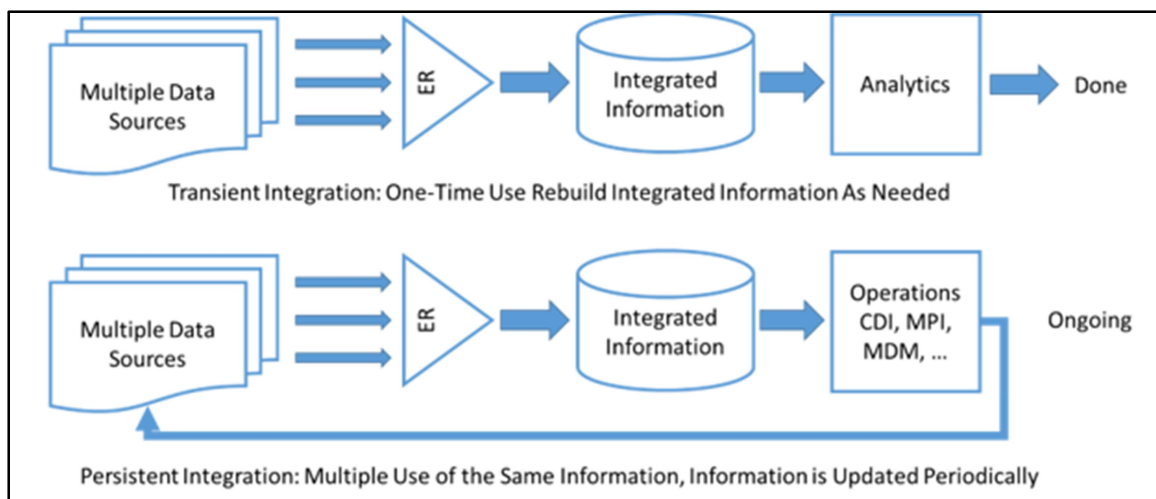 Multiple Data
Sources
ER
Integrated
Information
Analytics
Done
Transient Integration: One-Time Use Rebuild Integrated Information As Needed
Multiple Data
Sources
ER
Integrated
Information
Operations
CDI, MPI,
MDM, ...
Ongoing
Persistent Integration: Multiple Use of the Same Information, Information is Updated Periodically